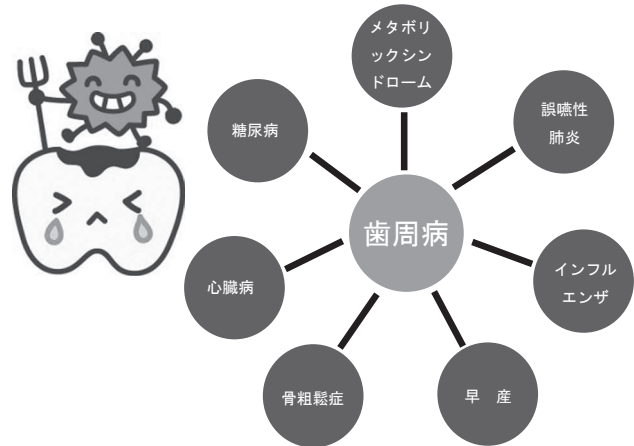 メタボリ
ックシン
ドローム
誤嚥性
肺炎
糖尿病
歯周病
インフル
エンザ
心臓病
骨粗鬆症
早　産